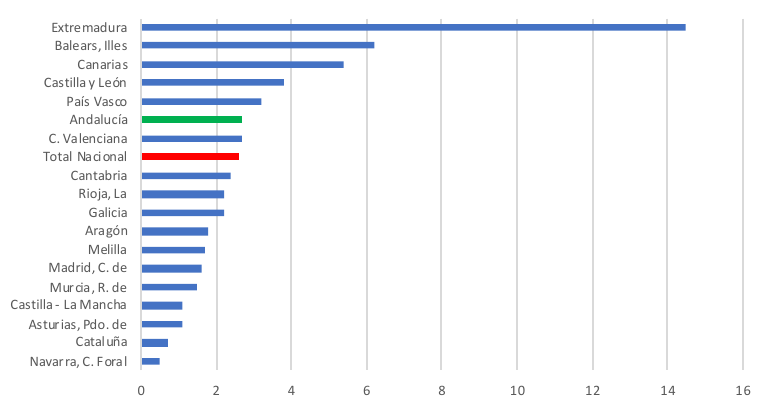 Extremadura
Balears, Illes
Canarias
Castilla y León
País Vasco
Andalucía
C. Valenciana
Total Nacional
Cantabria
Rioja, La
Galicia
Aragón
Melilla
Madrid, C. de
Murcia, R. de
Castilla - La Mancha
Asturias, Pdo. de
Cataluña
Navarra, C. Foral
0 2 4 6 8 10 12 14 16